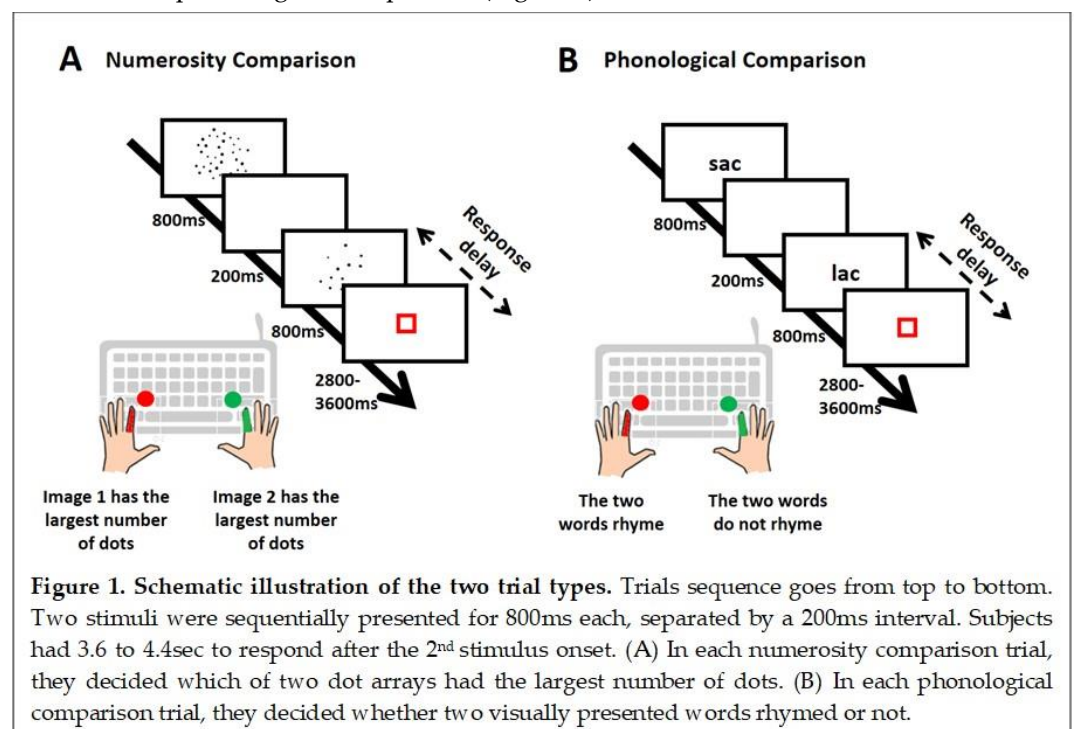 A Numerosity Comparison
800ms
200ms
800ms
2800-
3600ms
Response
delay
Image 1 has the
largest number
of dots
Image 2 has the
largest number
of dots
B Phonological Comparison
sac
800ms
200ms
lac
800ms
2800-
3600ms
Response
delay
The two
words rhyme
The two words
do not rhyme
Figure 1. Schematic illustration of the two trial types. Trials sequence goes from top to bottom.
Two stimuli were sequentially presented for 800ms each, separated by a 200ms interval. Subjects
had 3.6 to 4.4sec to respond after the 2nd stimulus onset. (A) In each numerosity comparison trial,
they decided which of two dot arrays had the largest number of dots. (B) In each phonological
comparison trial, they decided whether two visually presented words rhymed or not.